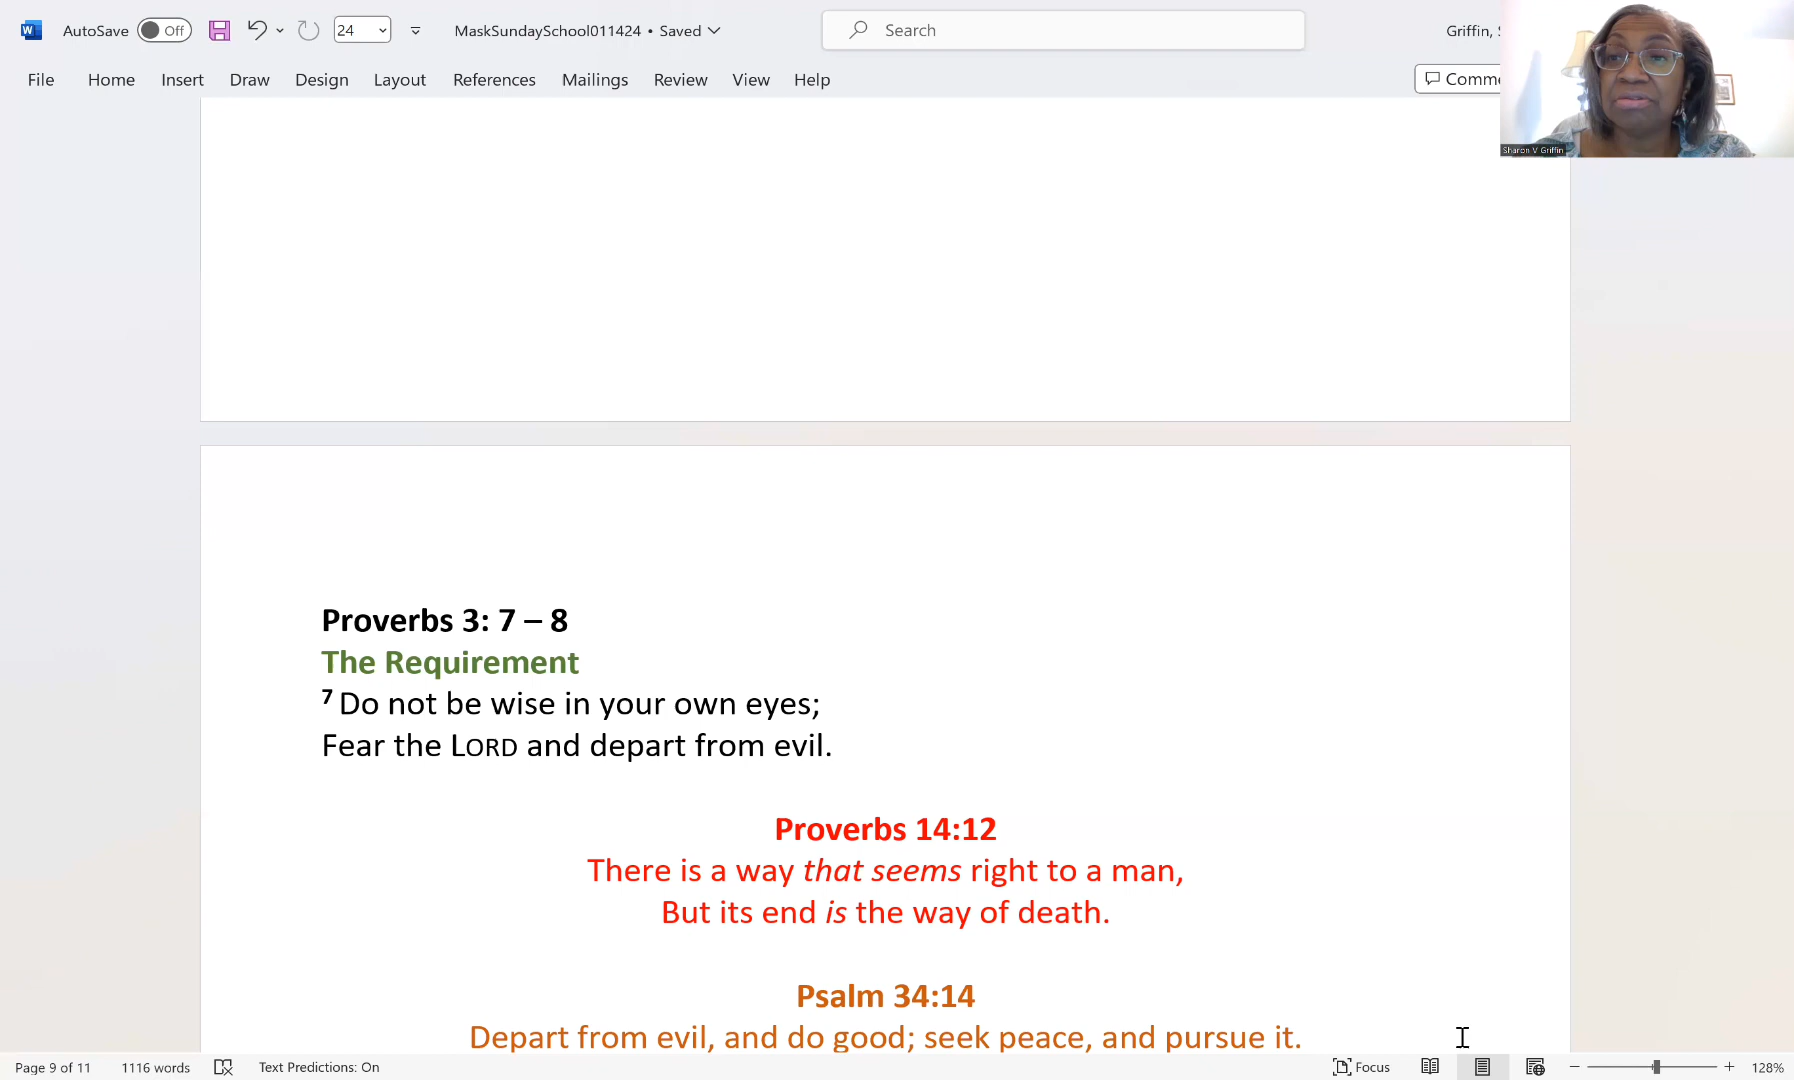 AutoSave Off 24 MaskSundaySchool011424 • Saved Search Griffin, S
File Home Insert Draw Design Layout References Mailings Review View Help Comme
Sharon V Griffin
Proverbs 3: 7 – 8
The Requirement
7 Do not be wise in your own eyes;
Fear the LORD and depart from evil.
Proverbs 14:12
There is a way that seems right to a man,
But its end is the way of death.
Psalm 34:14
Depart from evil, and do good; seek peace, and pursue it.
Page 9 of 11 1116 words Text Predictions: On Focus 128%